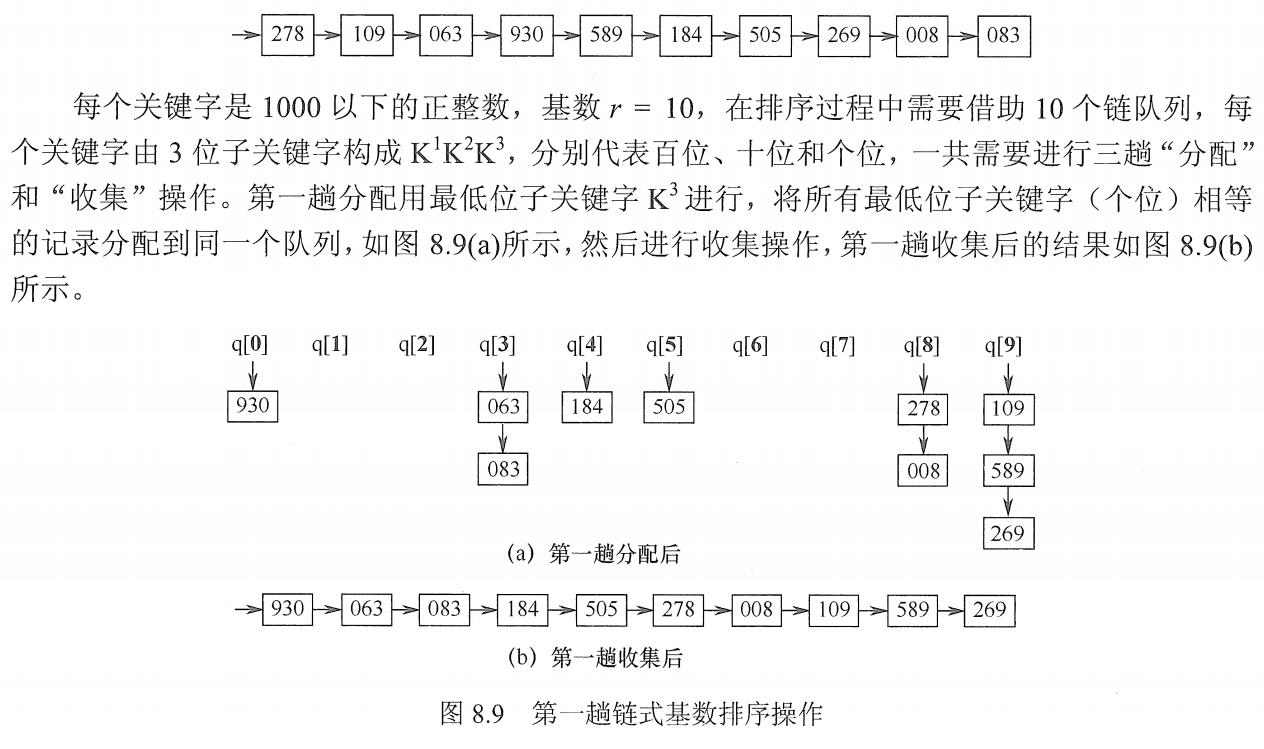 278 109 063 930 589 184 505 269 008 083
每个关键字是 1000 以下的正整数，基数 r = 10，在排序过程中需要借助 10 个链队列，每
个关键字由 3 位子关键字构成 K¹K²K³，分别代表百位、十位和个位，一共需要进行三趟“分配”
和“收集”操作。第一趟分配用最低位子关键字 K³ 进行，将所有最低位子关键字（个位）相等
的记录分配到同一个队列，如图 8.9(a)所示，然后进行收集操作，第一趟收集后的结果如图 8.9(b)
所示。
q[0] q[1] q[2] q[3] q[4] q[5] q[6] q[7] q[8] q[9]
930 063 184 505 278 109
083 008 589
269
(a) 第一趟分配后
930 063 083 184 505 278 008 109 589 269
(b) 第一趟收集后
图 8.9 第一趟链式基数排序操作